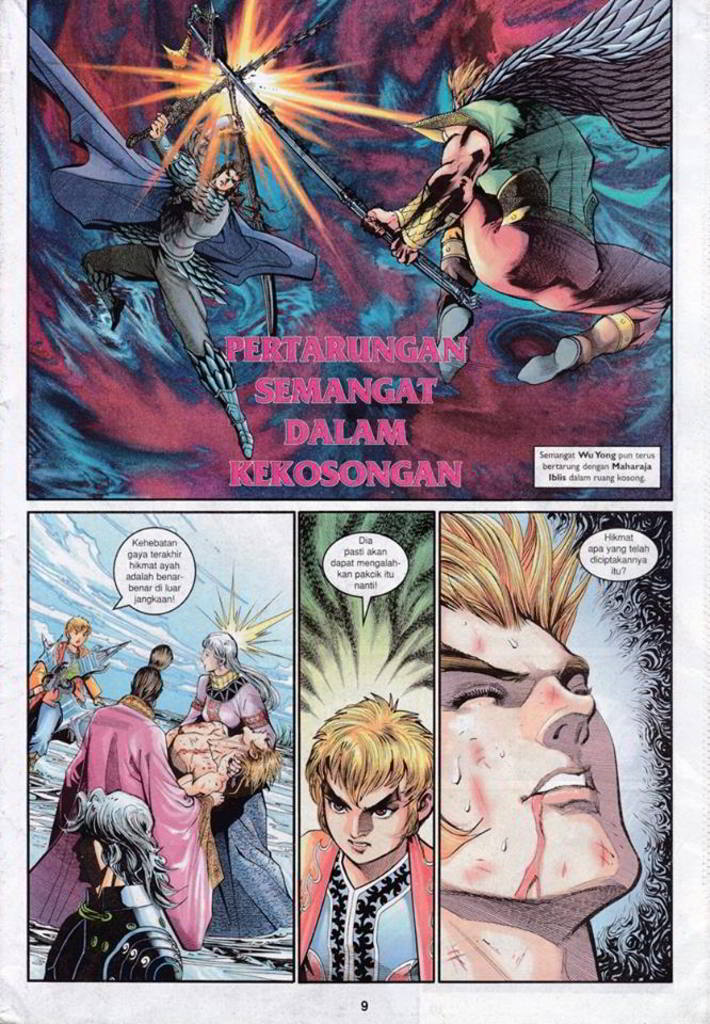 PERTARUNGAN
SEMANGAT
DALAM
KEKOSONGAN
Semangat Wu Yong pun terus
bertarung dengan Maharaja
Iblis dalam ruang kosong.
Kehebatan
gaya terakhir
hikmat ayah
adalah benar-
benar di luar
jangkaan!
Dia
pasti akan
dapat mengalah-
kan pakcik itu
nanti!
Hikmat
apa yang telah
diciptakannya
itu?
9